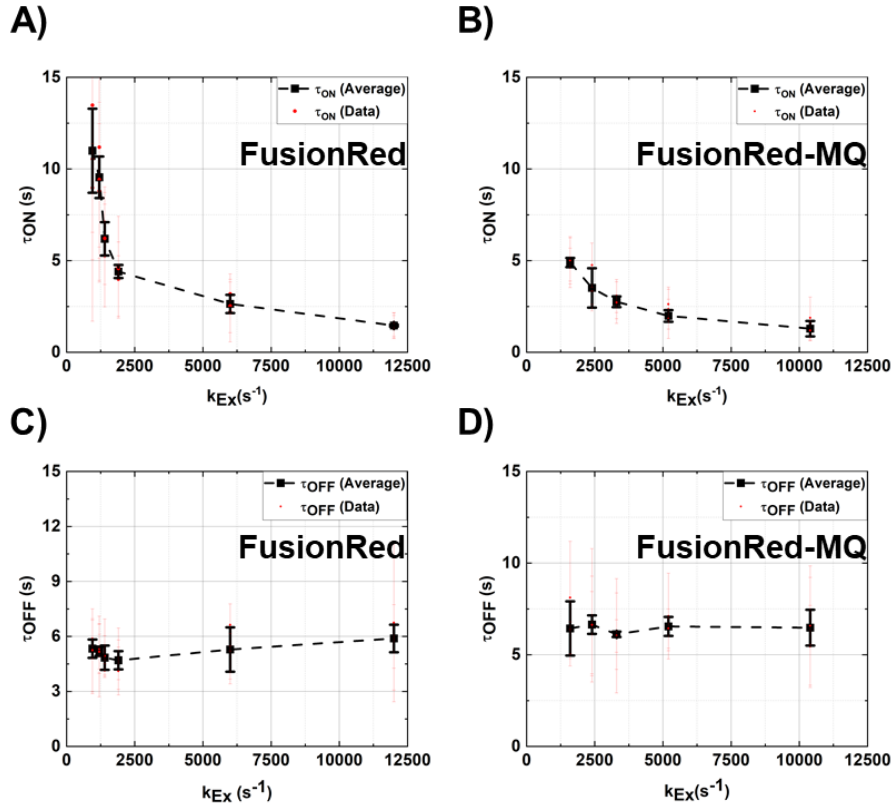 A)
15
10
5
0
τON (s)
τON (Average)
τON (Data)
FusionRed
0 2500 5000 7500 10000 12500
kEx(s-1)
B)
15
10
5
0
τON (s)
τON (Average)
τON (Data)
FusionRed-MQ
0 2500 5000 7500 10000 12500
kEx(s-1)
C)
15
12
9
6
3
0
τOFF (s)
τOFF (Average)
τOFF (Data)
FusionRed
0 2500 5000 7500 10000 12500
kEx (s-1)
D)
15
10
5
0
τOFF (s)
τOFF (Average)
τOFF (Data)
FusionRed-MQ
0 2500 5000 7500 10000 12500
kEx (s-1)